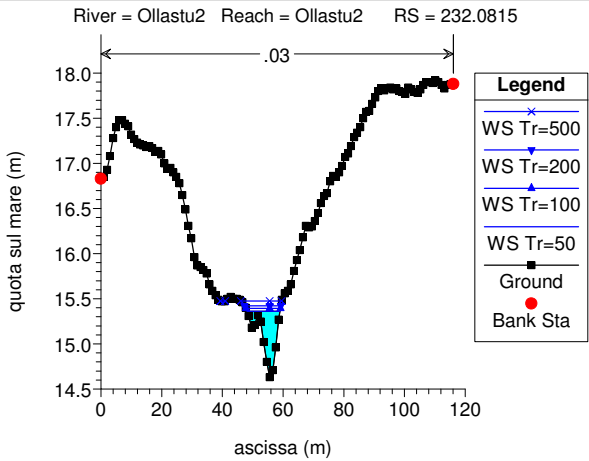 River = Ollastu2 Reach = Ollastu2 RS = 232.0815
.03
18.0
17.5
17.0
16.5
16.0
15.5
15.0
14.5
0
20
40
60
80
100
120
quota sul mare (m)
ascissa (m)
Legend
WS Tr=500
WS Tr=200
WS Tr=100
WS Tr=50
Ground
Bank Sta